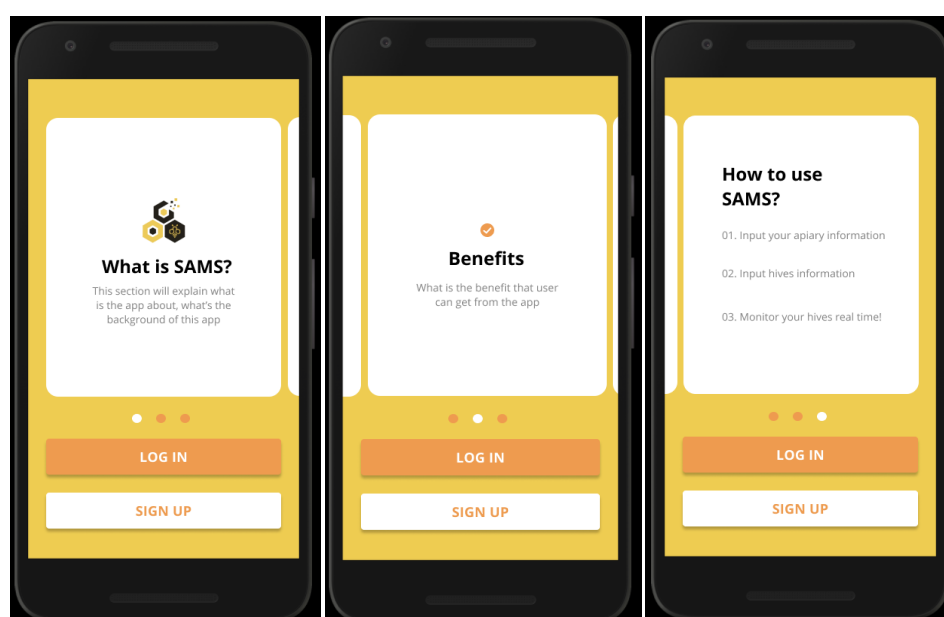 What is SAMS?
This section will explain what
is the app about, what's the
background of this app
LOG IN
SIGN UP
Benefits
What is the benefit that user
can get from the app
LOG IN
SIGN UP
How to use
SAMS?
01. Input your apiary information
02. Input hives information
03. Monitor your hives real time!
LOG IN
SIGN UP